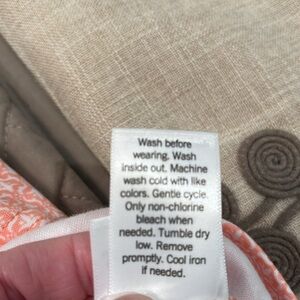 Wash before
wearing. Wash
inside out. Machine
wash cold with like
colors. Gentle cycle.
Only non-chlorine
bleach when
needed. Tumble dry
low. Remove
promptly. Cool iron
if needed.